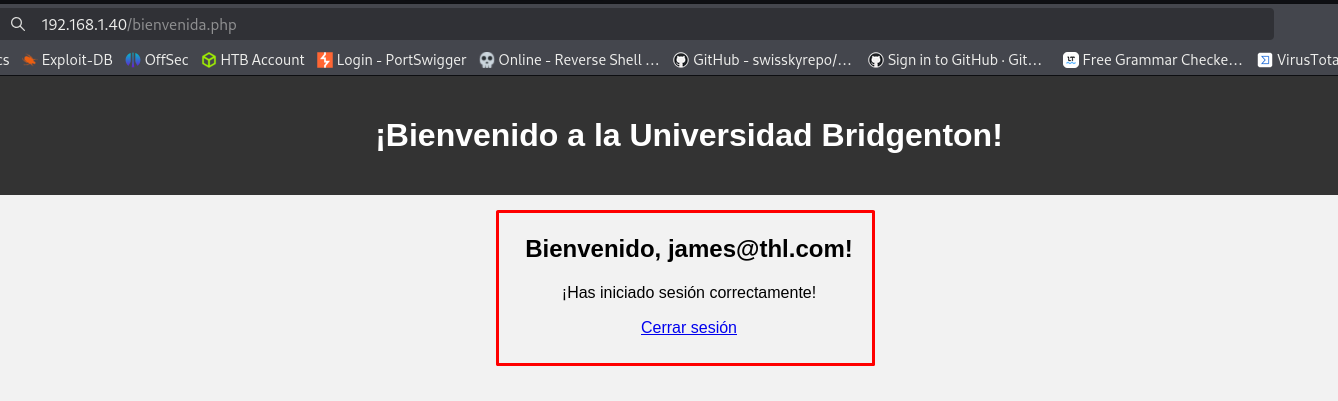 192.168.1.40/bienvenida.php
cs Exploit-DB OffSec HTB Account Login - PortSwigger Online - Reverse Shell ... GitHub - swisskyrepo/... Sign in to GitHub · Git... Free Grammar Checke... VirusTota
¡Bienvenido a la Universidad Bridgenton!
Bienvenido, james@thl.com!
¡Has iniciado sesión correctamente!
Cerrar sesión